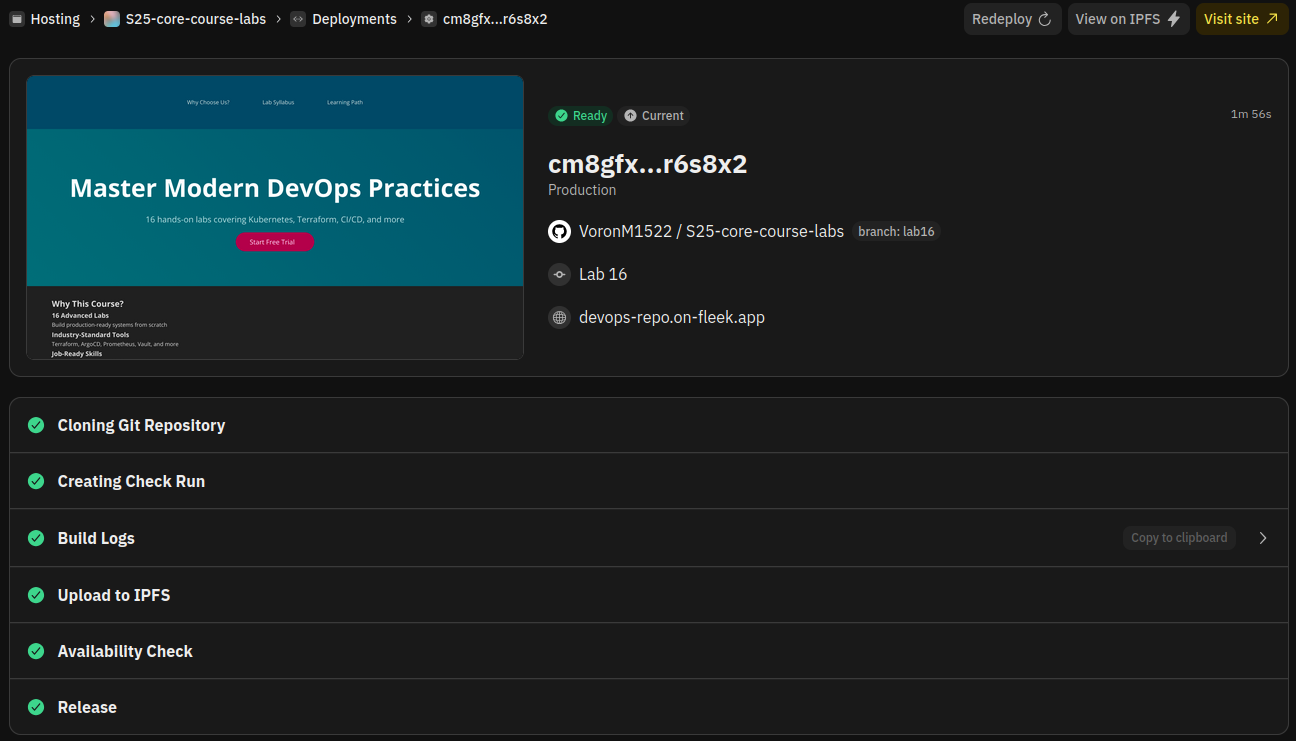 Hosting > S25-core-course-labs > Deployments > cm8gfx...r6s8x2
Redeploy View on IPFS Visit site
Why Choose Us? Lab Syllabus Learning Path
Master Modern DevOps Practices
16 hands-on labs covering Kubernetes, Terraform, CI/CD, and more
Start Free Trial
Why This Course?
16 Advanced Labs
Build production-ready systems from scratch
Industry-Standard Tools
Terraform, ArgoCD, Prometheus, Vault, and more
Job-Ready Skills
Ready Current 1m 56s
cm8gfx...r6s8x2
Production
VoronM1522 / S25-core-course-labs branch: lab16
Lab 16
devops-repo.on-fleek.app
Cloning Git Repository
Creating Check Run
Build Logs Copy to clipboard
Upload to IPFS
Availability Check
Release